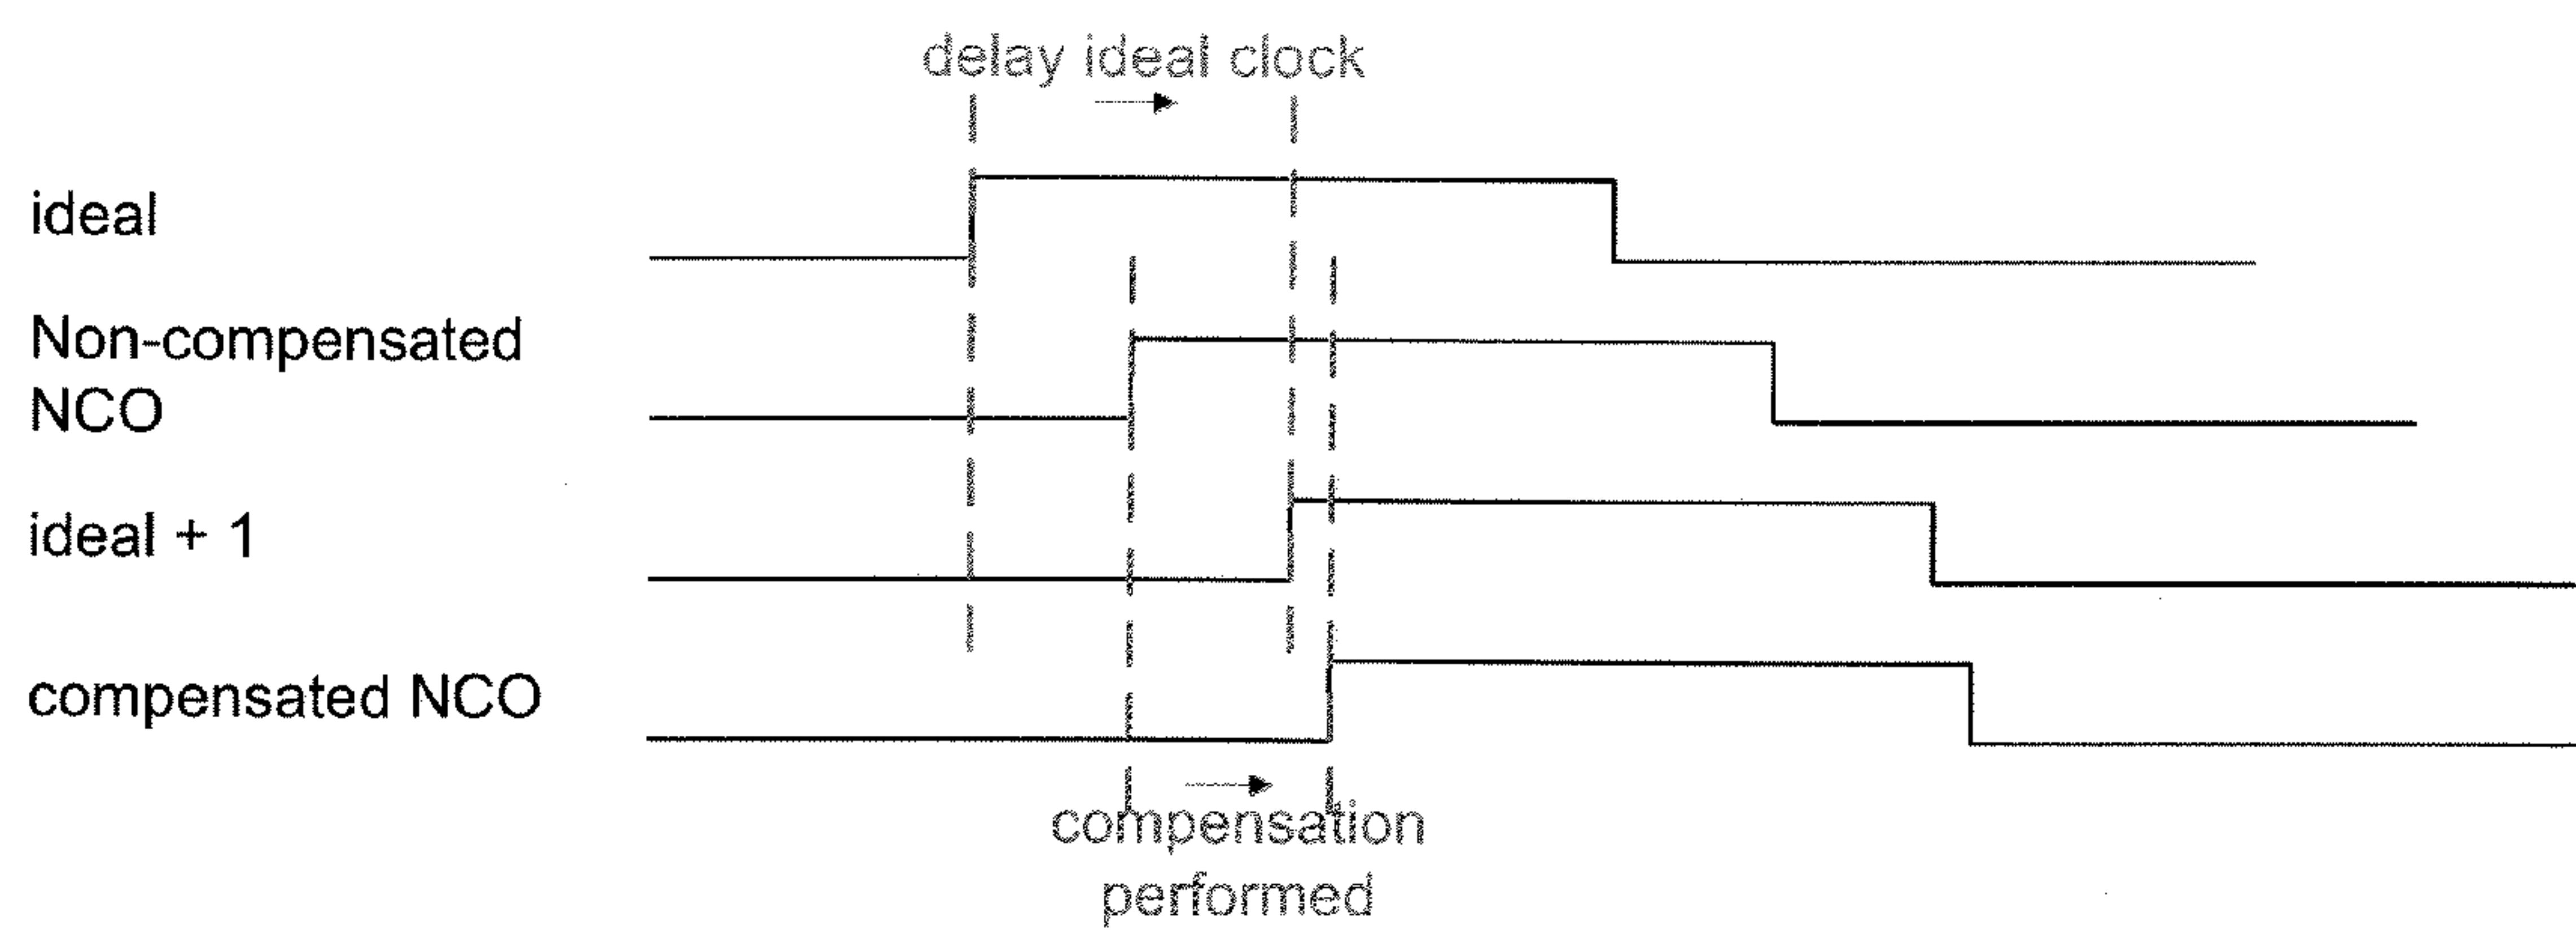 delay ideal clock
ideal
Non-compensated
NCO
ideal + 1
compensated NCO
compensation
performed